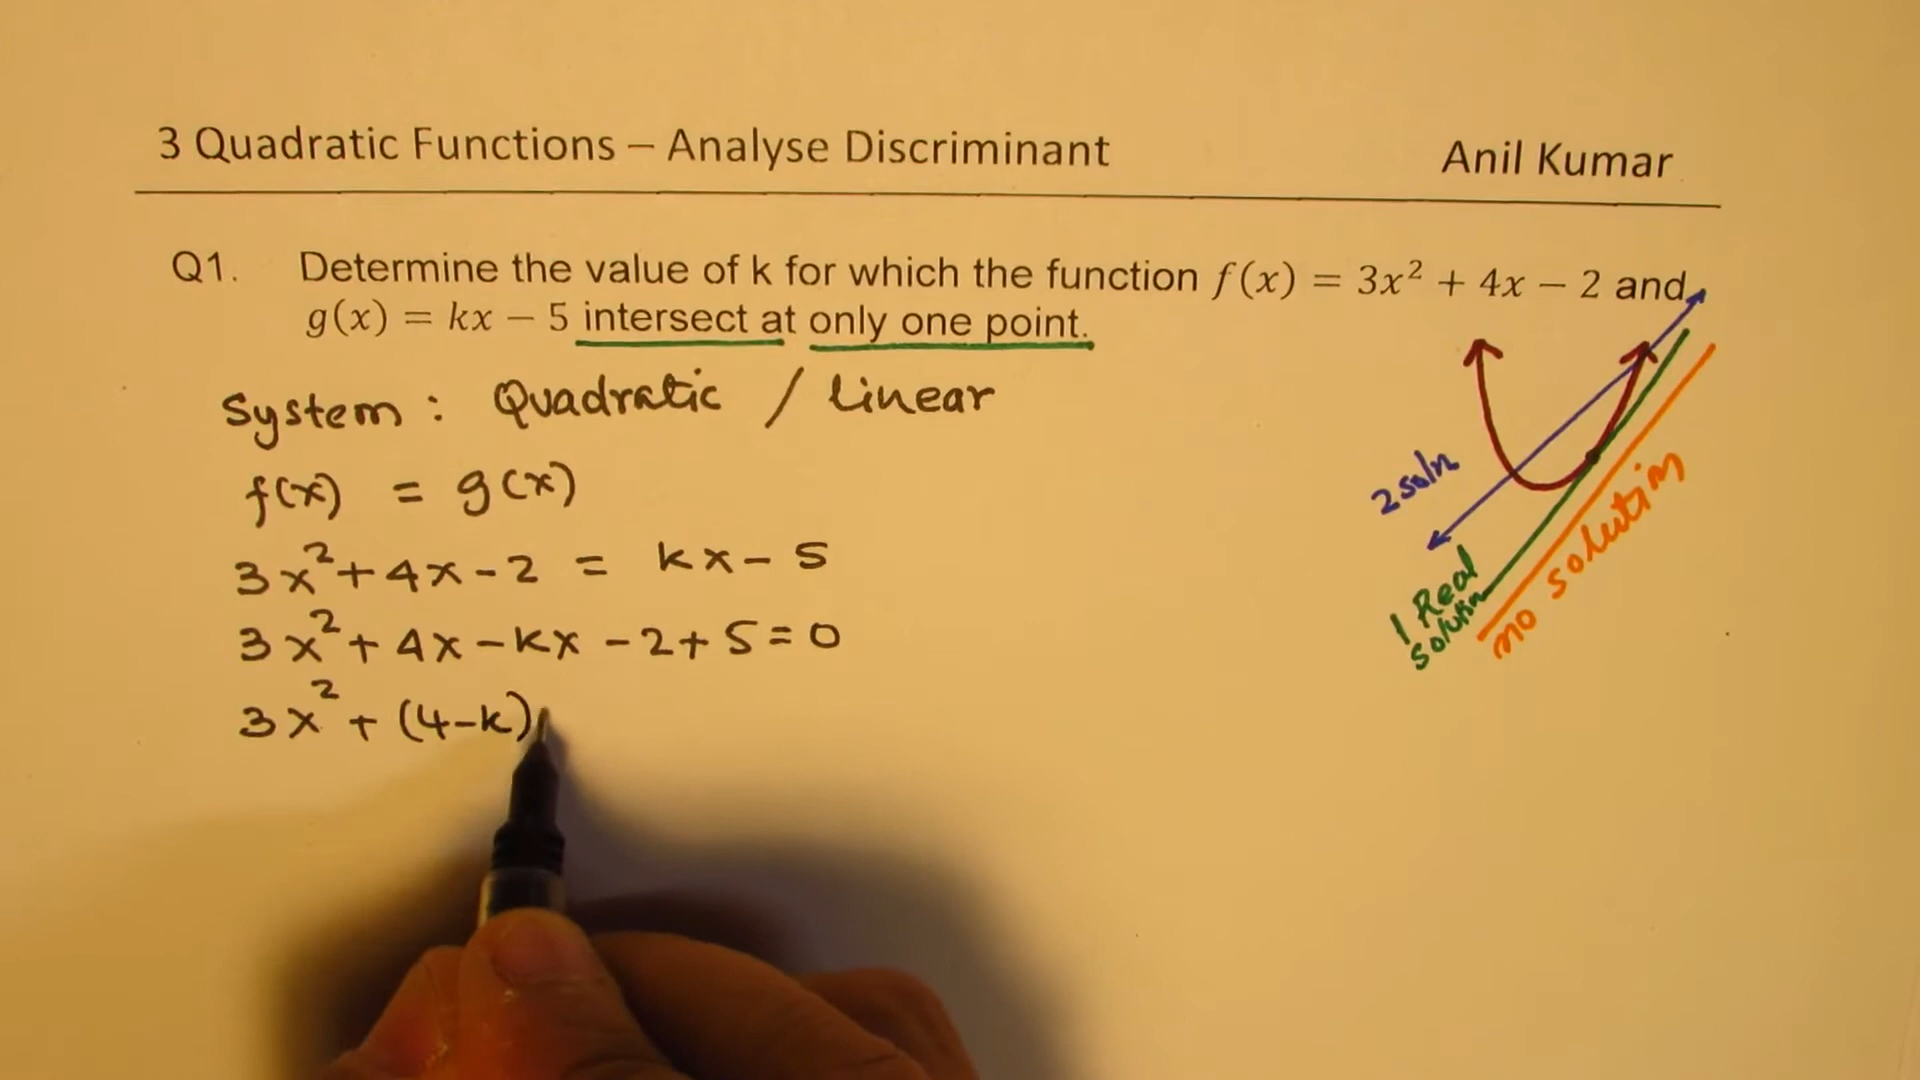 3 Quadratic Functions – Analyse Discriminant
Anil Kumar
Q1. Determine the value of k for which the function f(x) = 3x² + 4x − 2 and
g(x) = kx − 5 intersect at only one point.
System : Quadratic / Linear
f(x) = g(x)
3x² + 4x - 2 = kx - 5
3x² + 4x - kx - 2 + 5 = 0
3x² + (4-k)
2 soln
1 Real
solution
no solution